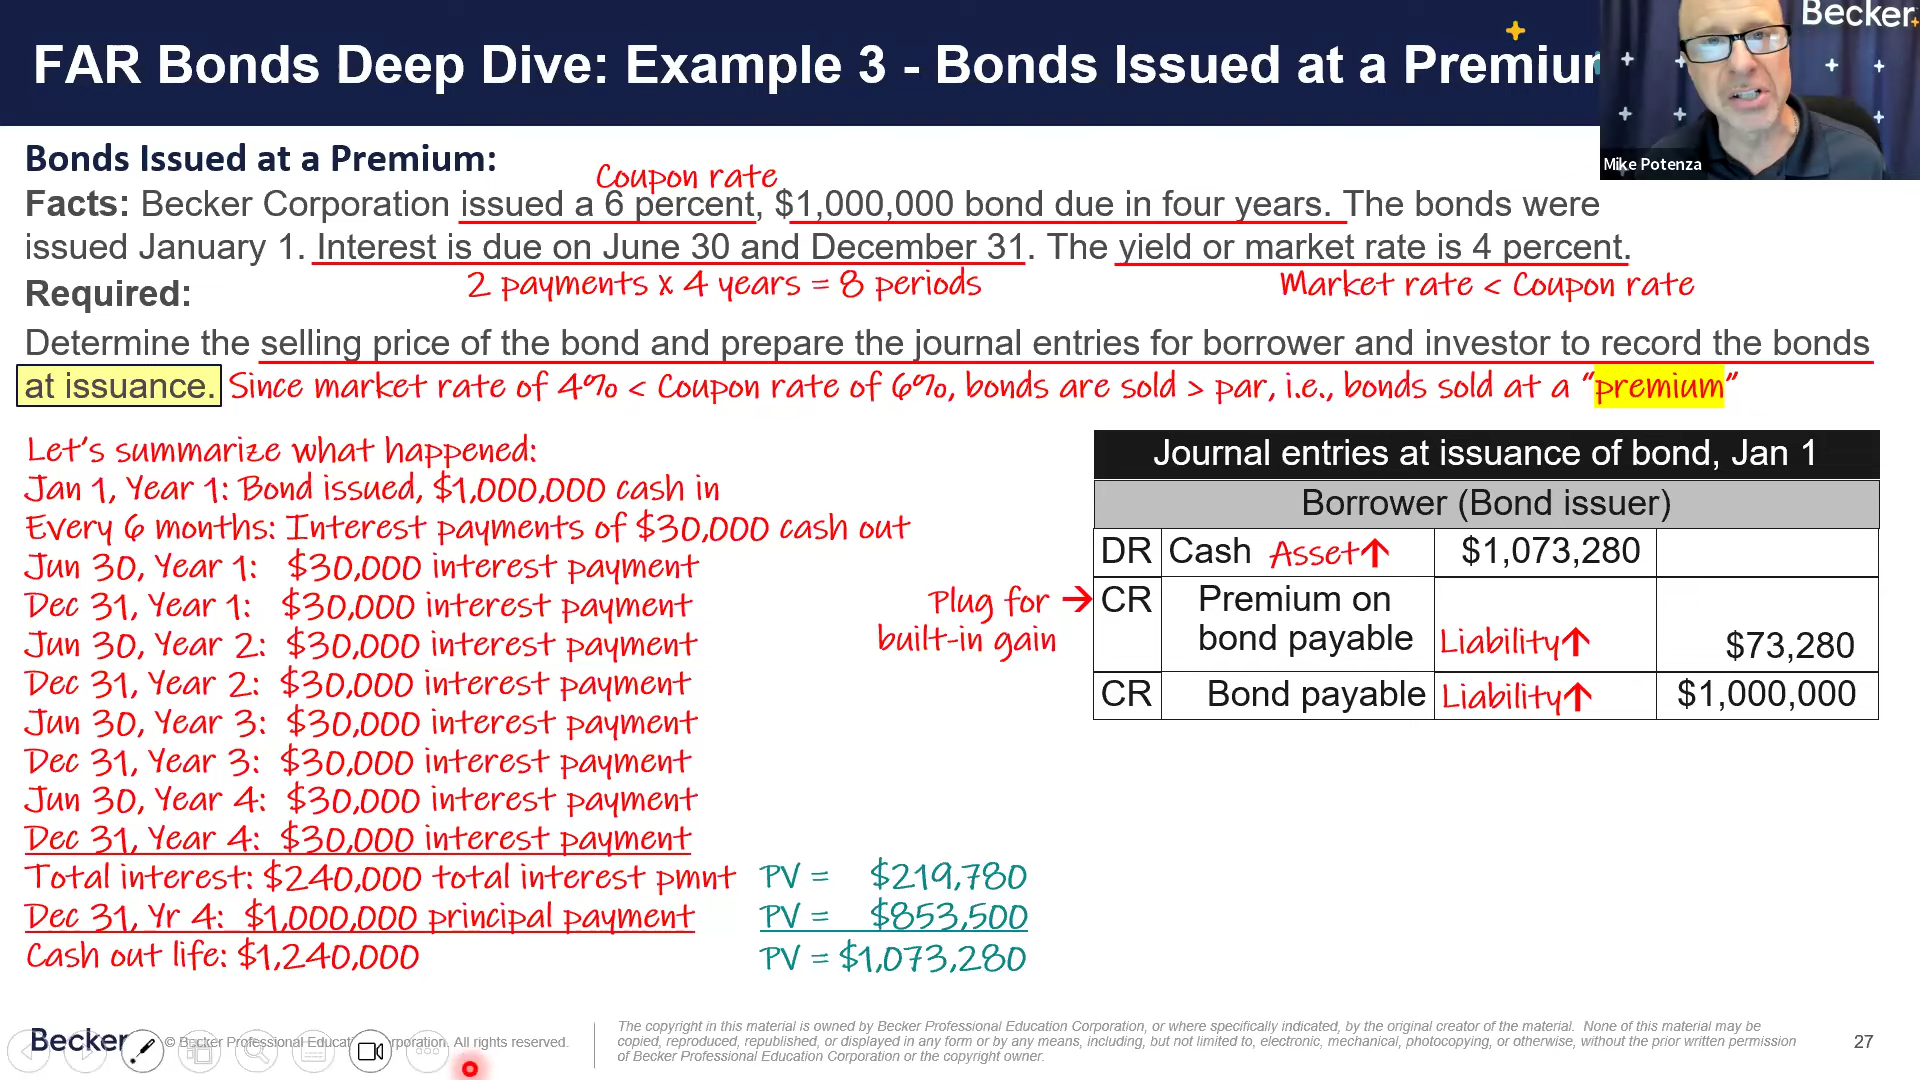 FAR Bonds Deep Dive: Example 3 - Bonds Issued at a Premiu
Becker
Mike Potenza
Bonds Issued at a Premium:
Coupon rate
Facts: Becker Corporation issued a 6 percent, $1,000,000 bond due in four years. The bonds were
issued January 1. Interest is due on June 30 and December 31. The yield or market rate is 4 percent.
2 payments x 4 years = 8 periods
Market rate < Coupon rate
Required:
Determine the selling price of the bond and prepare the journal entries for borrower and investor to record the bonds
at issuance. Since market rate of 4% < Coupon rate of 6%, bonds are sold > par, i.e., bonds sold at a "premium"
Let's summarize what happened:
Jan 1, Year 1: Bond issued, $1,000,000 cash in
Every 6 months: Interest payments of $30,000 cash out
Jun 30, Year 1: $30,000 interest payment
Dec 31, Year 1: $30,000 interest payment
Jun 30, Year 2: $30,000 interest payment
Dec 31, Year 2: $30,000 interest payment
Jun 30, Year 3: $30,000 interest payment
Dec 31, Year 3: $30,000 interest payment
Jun 30, Year 4: $30,000 interest payment
Dec 31, Year 4: $30,000 interest payment
Total interest: $240,000 total interest pmnt PV = $219,780
Dec 31, Yr 4: $1,000,000 principal payment PV = $853,500
Cash out life: $1,240,000 PV = $1,073,280
Journal entries at issuance of bond, Jan 1
Borrower (Bond issuer)
DR Cash Asset↑ $1,073,280
Plug for → built-in gain
CR Premium on bond payable Liability↑ $73,280
CR Bond payable Liability↑ $1,000,000
Becker
© Becker Professional Educat rporation. All rights reserved.
The copyright in this material is owned by Becker Professional Education Corporation, or where specifically indicated, by the original creator of the material. None of this material may be
copied, reproduced, republished, or displayed in any form or by any means, including, but not limited to, electronic, mechanical, photocopying, or otherwise, without the prior written permission
of Becker Professional Education Corporation or the copyright owner.
27